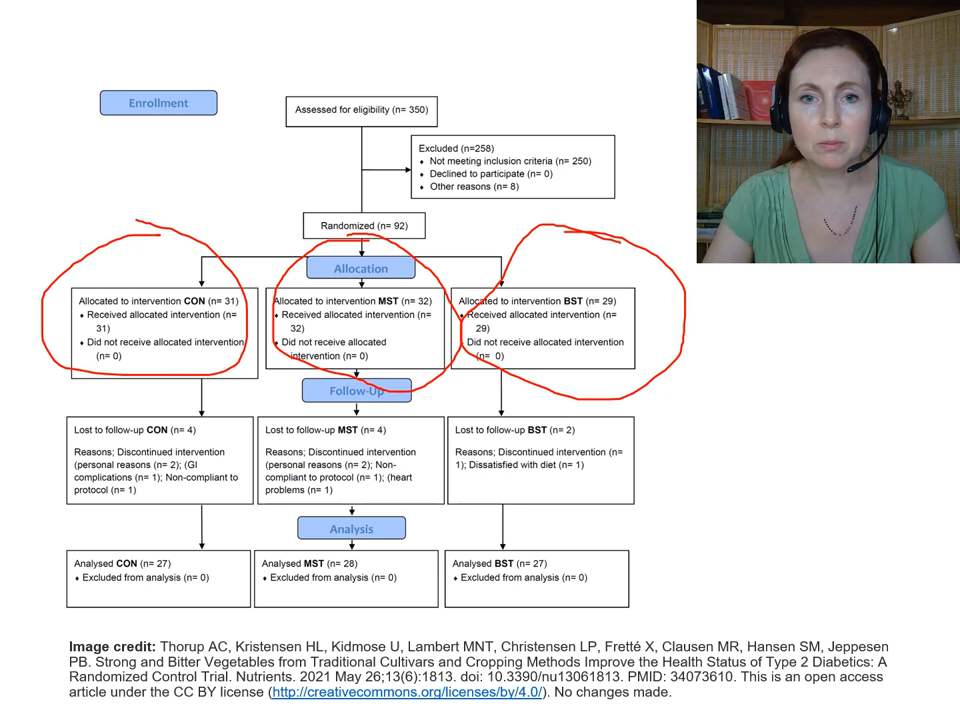 Enrollment
Assessed for eligibility (n= 350)
Excluded (n=258)
♦ Not meeting inclusion criteria (n= 250)
♦ Declined to participate (n= 0)
♦ Other reasons (n= 8)
Randomized (n= 92)
Allocation
Allocated to intervention CON (n= 31)
♦ Received allocated intervention (n=
31)
♦ Did not receive allocated intervention
(n= 0)
Allocated to intervention MST (n= 32)
♦ Received allocated intervention (n=
32)
♦ Did not receive allocated
intervention (n= 0)
Allocated to intervention BST (n= 29)
♦ Received allocated intervention (n=
29)
♦ Did not receive allocated intervention
(n= 0)
Follow-Up
Lost to follow-up CON (n= 4)
Reasons; Discontinued intervention
(personal reasons (n= 2); (GI
complications (n= 1); Non-compliant to
protocol (n= 1)
Lost to follow-up MST (n= 4)
Reasons; Discontinued intervention
(personal reasons (n= 2); Non-
compliant to protocol (n= 1); (heart
problems (n= 1)
Lost to follow-up BST (n= 2)
Reasons; Discontinued intervention (n=
1); Dissatisfied with diet (n= 1)
Analysis
Analysed CON (n= 27)
♦ Excluded from analysis (n= 0)
Analysed MST (n= 28)
♦ Excluded from analysis (n= 0)
Analysed BST (n= 27)
♦ Excluded from analysis (n= 0)
Image credit: Thorup AC, Kristensen HL, Kidmose U, Lambert MNT, Christensen LP, Fretté X, Clausen MR, Hansen SM, Jeppesen
PB. Strong and Bitter Vegetables from Traditional Cultivars and Cropping Methods Improve the Health Status of Type 2 Diabetics: A
Randomized Control Trial. Nutrients. 2021 May 26;13(6):1813. doi: 10.3390/nu13061813. PMID: 34073610. This is an open access
article under the CC BY license (http://creativecommons.org/licenses/by/4.0/). No changes made.